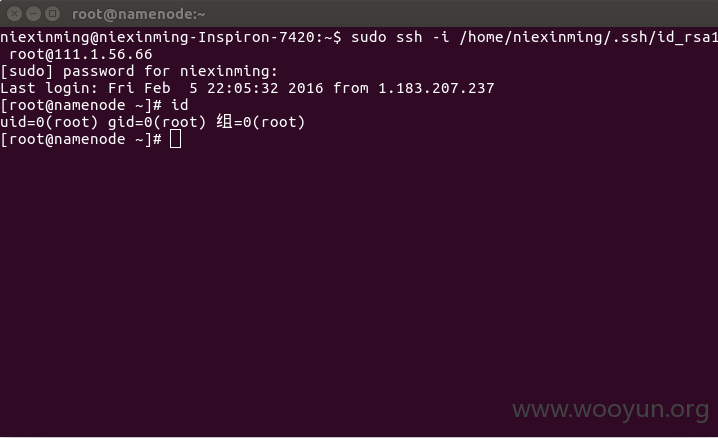 root@namenode:~
niexinming@niexinming-Inspiron-7420:~$ sudo ssh -i /home/niexinming/.ssh/id_rsa1
 root@111.1.56.66
[sudo] password for niexinming:
Last login: Fri Feb  5 22:05:32 2016 from 1.183.207.237
[root@namenode ~]# id
uid=0(root) gid=0(root) 组=0(root)
[root@namenode ~]#
www.wooyun.org